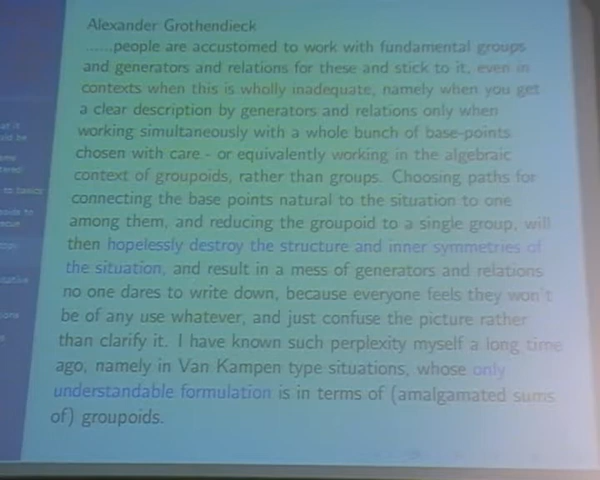 Alexander Grothendieck
......people are accustomed to work with fundamental groups
and generators and relations for these and stick to it, even in
contexts when this is wholly inadequate, namely when you get
a clear description by generators and relations only when
working simultaneously with a whole bunch of base-points
chosen with care - or equivalently working in the algebraic
context of groupoids, rather than groups. Choosing paths for
connecting the base points natural to the situation to one
among them, and reducing the groupoid to a single group, will
then hopelessly destroy the structure and inner symmetries of
the situation, and result in a mess of generators and relations
no one dares to write down, because everyone feels they won't
be of any use whatever, and just confuse the picture rather
than clarify it. I have known such perplexity myself a long time
ago, namely in Van Kampen type situations, whose only
understandable formulation is in terms of (amalgamated sums
of) groupoids.
to basics